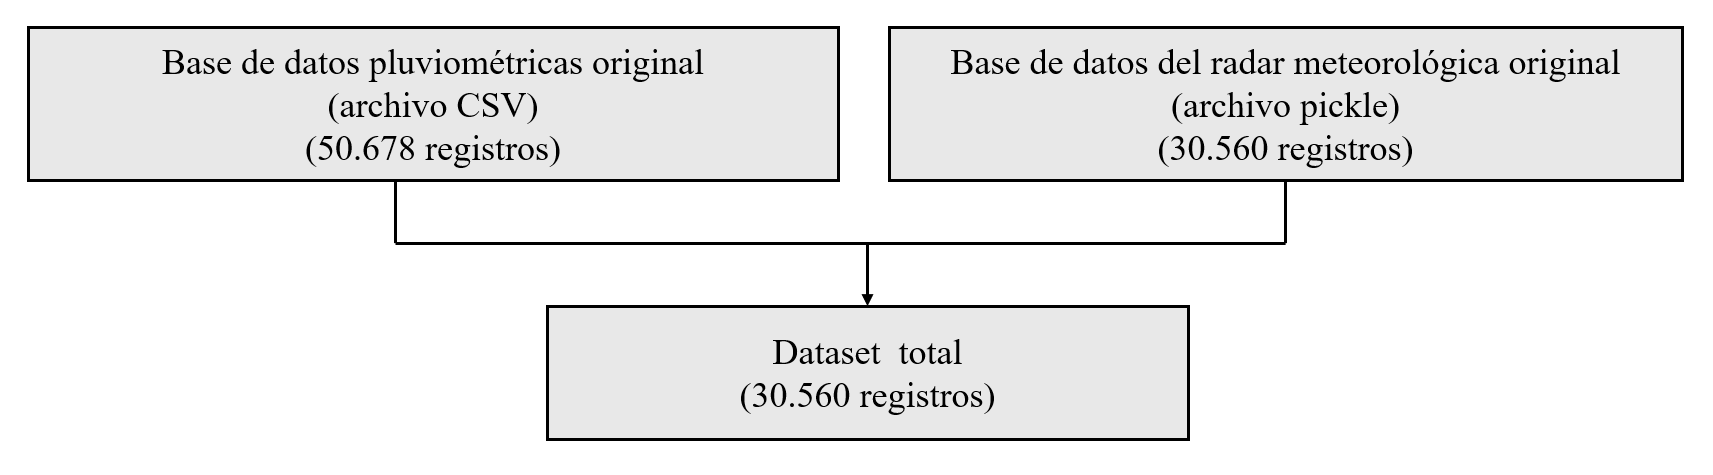 Base de datos pluviométricas original
(archivo CSV)
(50.678 registros)
Base de datos del radar meteorológica original
(archivo pickle)
(30.560 registros)
Dataset  total
(30.560 registros)